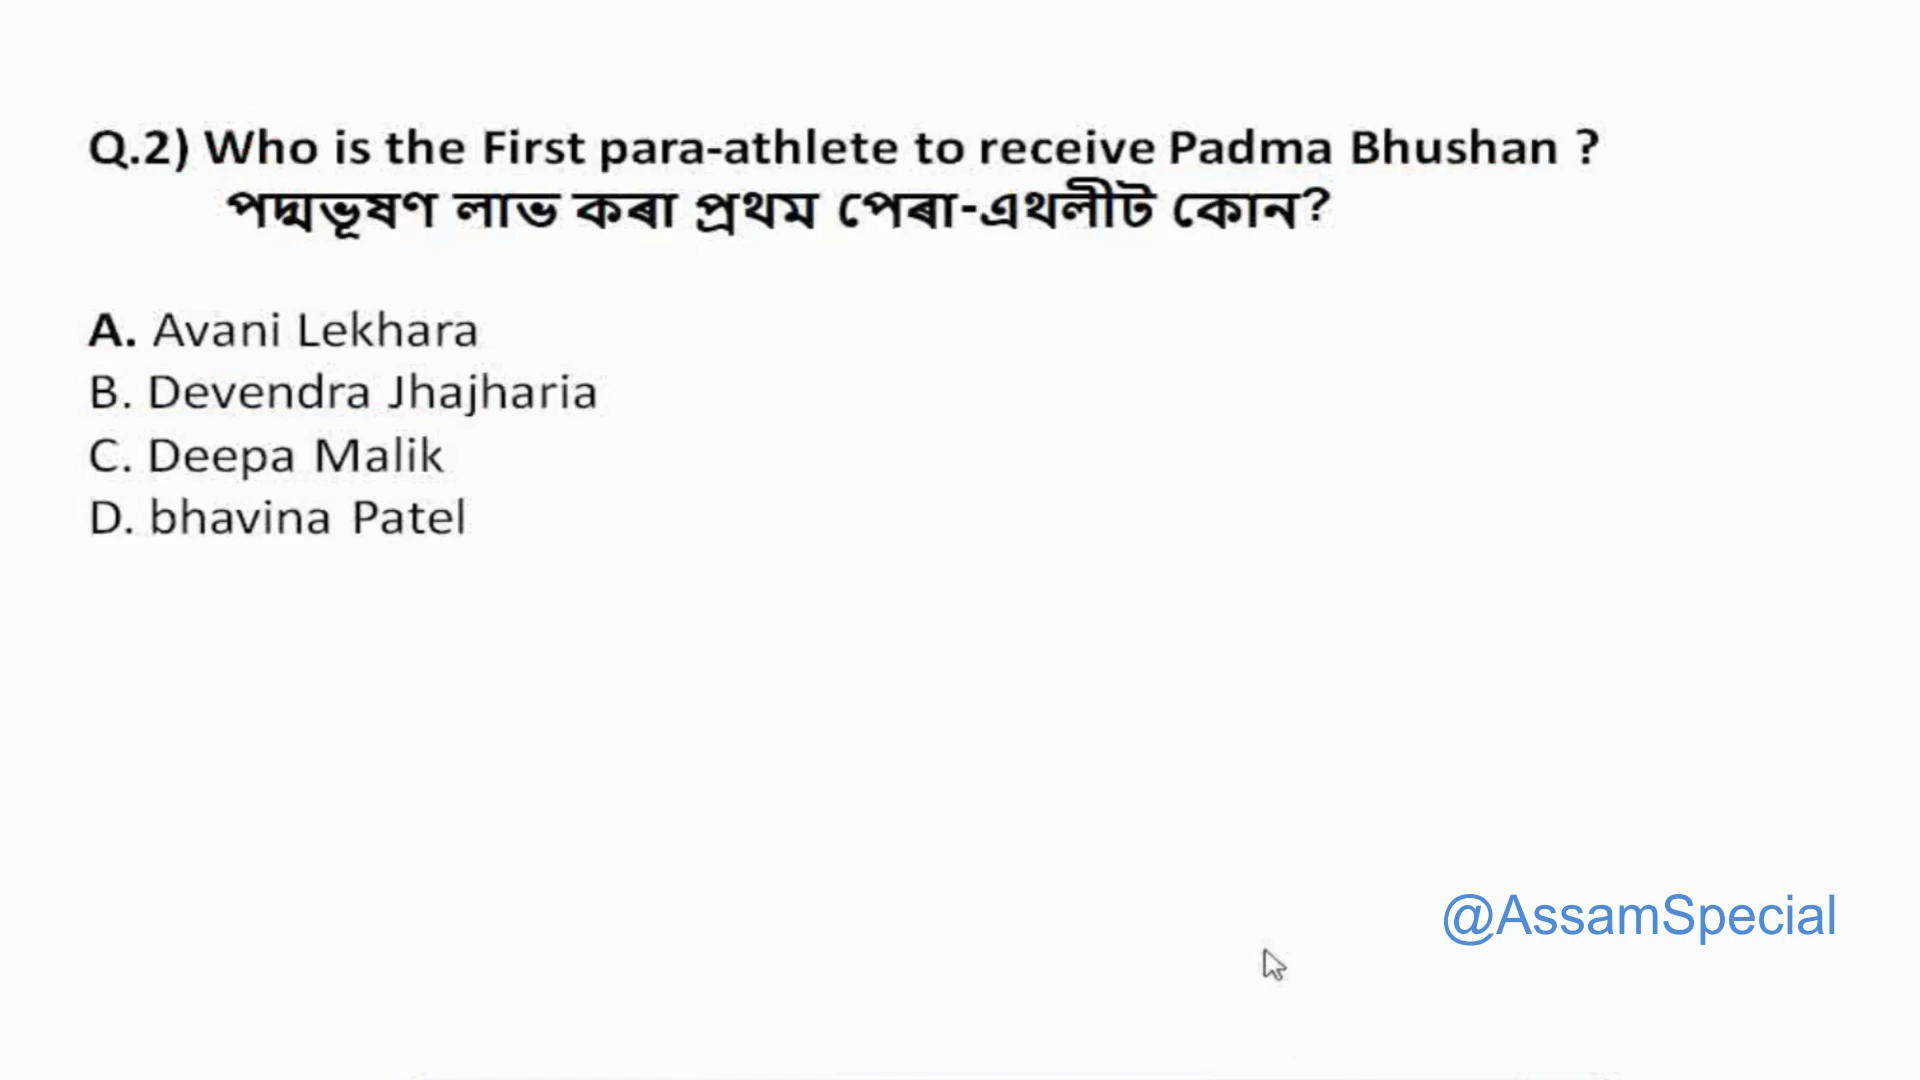 Q.2) Who is the First para-athlete to receive Padma Bhushan ?
পদ্মভূষণ লাভ কৰা প্ৰথম পেৰা-এথলীট কোন?
A. Avani Lekhara
B. Devendra Jhajharia
C. Deepa Malik
D. bhavina Patel
@AssamSpecial